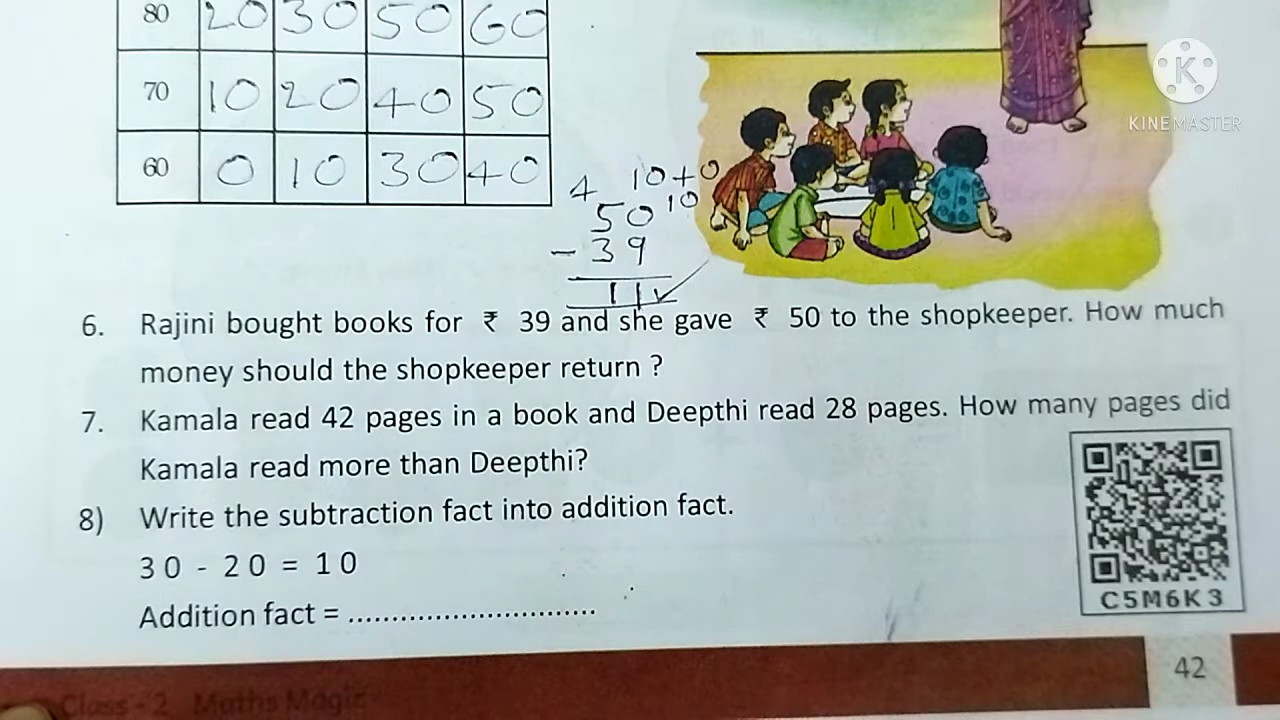 80 20 30 50 60
70 10 20 40 50
60 0 10 30 40
KINEMASTER
4 10+0
50 10
- 39
11✓
6. Rajini bought books for ₹ 39 and she gave ₹ 50 to the shopkeeper. How much
money should the shopkeeper return ?
7. Kamala read 42 pages in a book and Deepthi read 28 pages. How many pages did
Kamala read more than Deepthi?
8) Write the subtraction fact into addition fact.
30 - 20 = 10
Addition fact = ............................
C5M6K3
42
Class - 2 Maths Magic